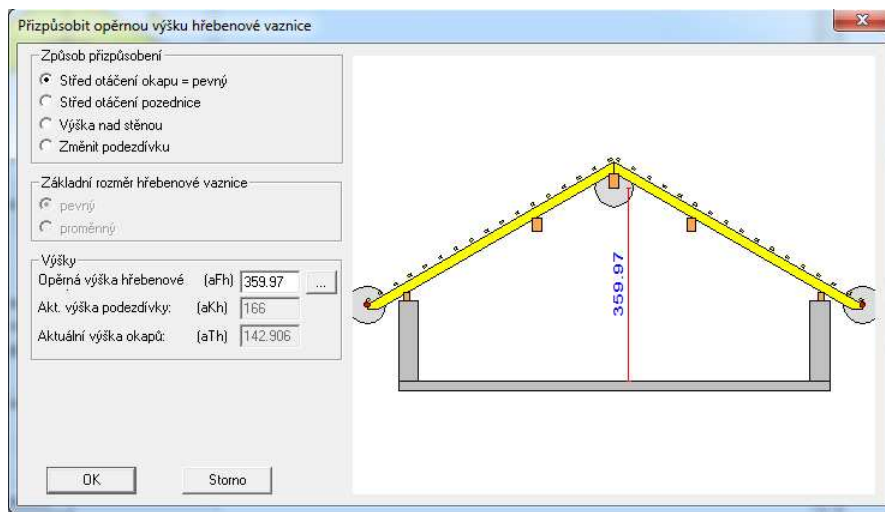 Přizpůsobit opěrnou výšku hřebenové vaznice
x
Způsob přizpůsobení
Střed otáčení okapu = pevný
Střed otáčení pozednice
Výška nad stěnou
Změnit podezdívku
Základní rozměr hřebenové vaznice
pevný
proměnný
Výšky
Opěrná výška hřebenové (aFh) 359.97 ...
Akt. výška podezdívky: (aKh) 166
Aktuální výška okapů: (aTh) 142.906
OK Storno
359.97